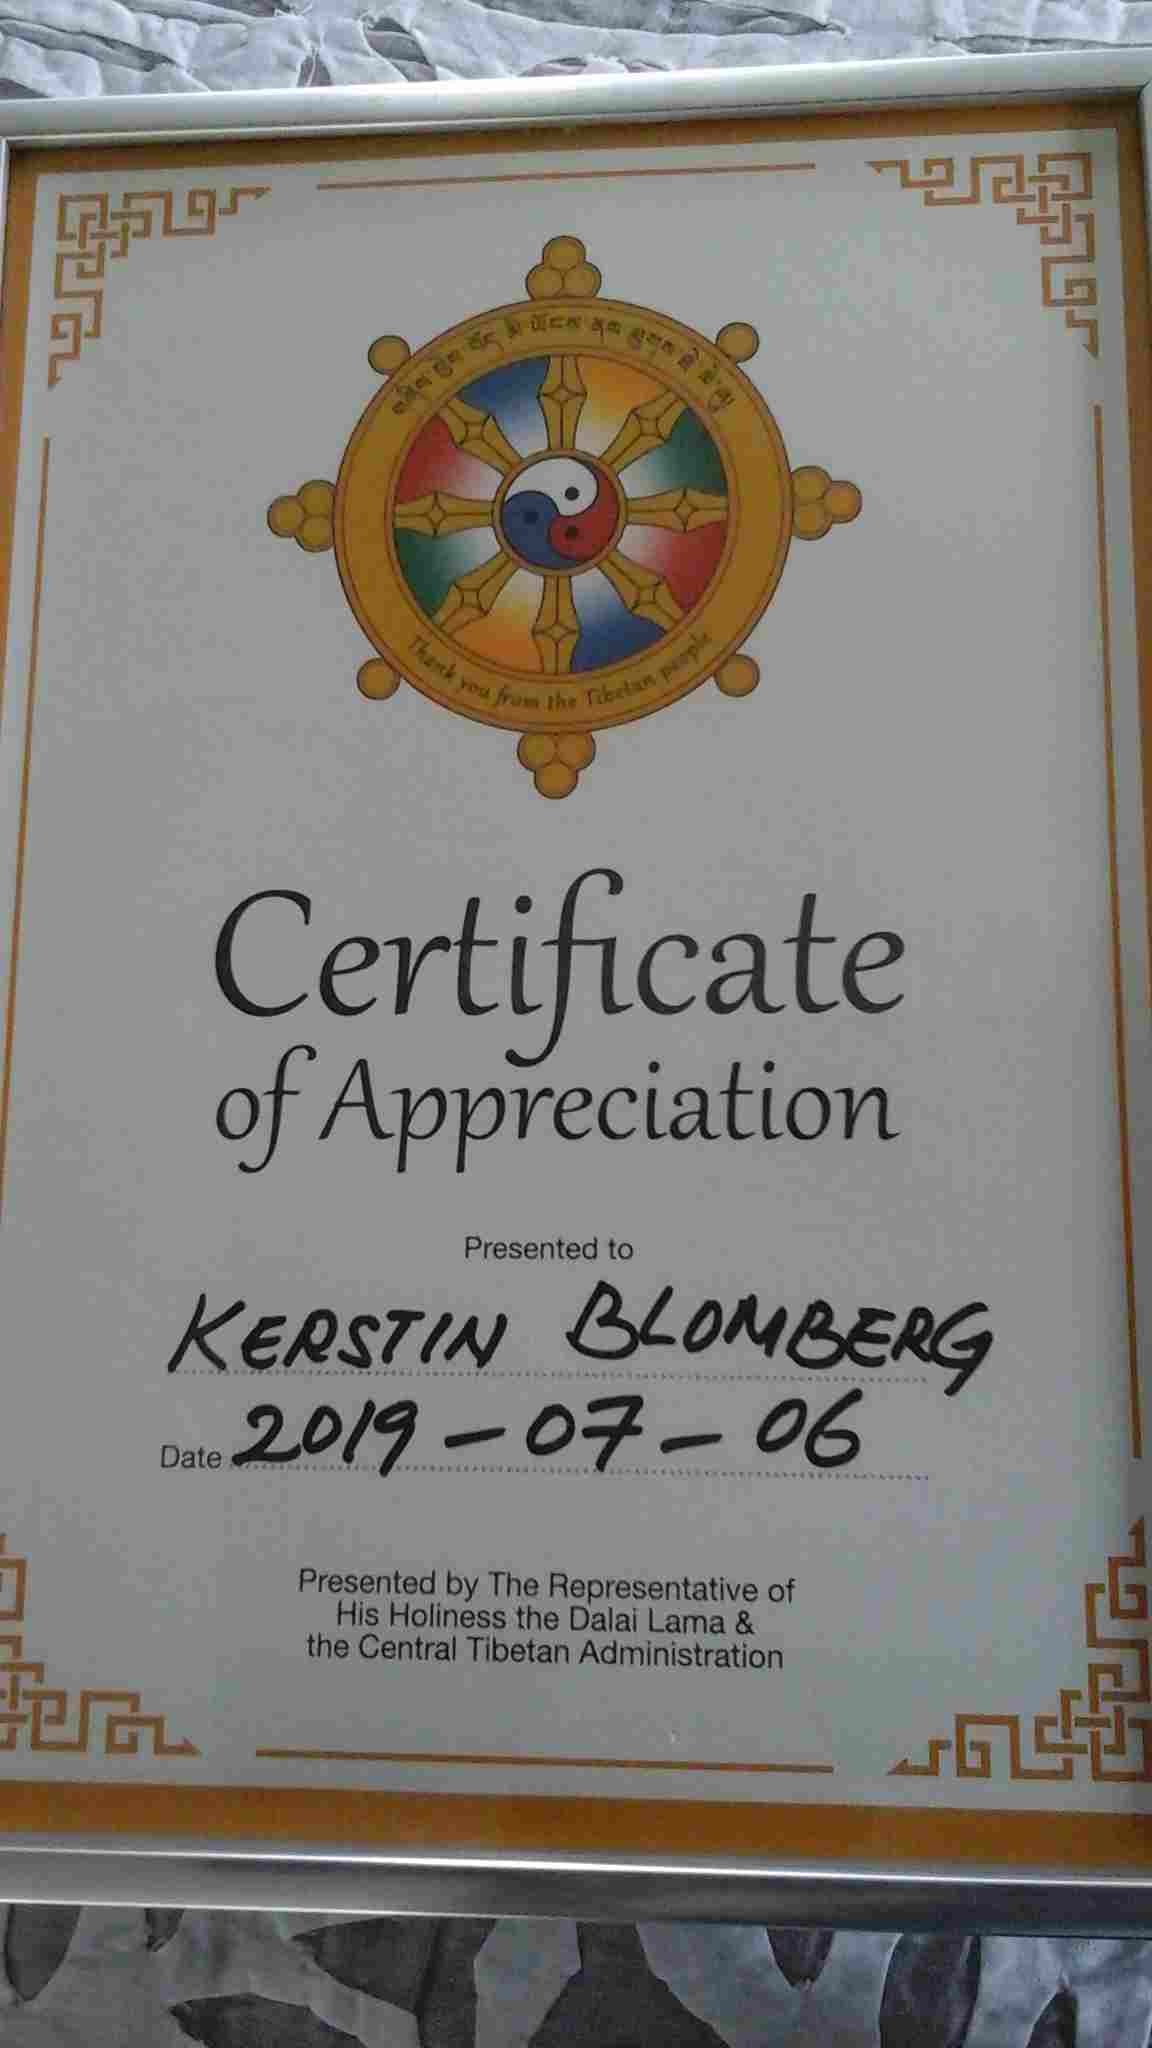 Thank you from the Tibetan people
Certificate
of Appreciation
Presented to
KERSTIN BLOMBERG
Date 2019-07-06
Presented by The Representative of
His Holiness the Dalai Lama &
the Central Tibetan Administration